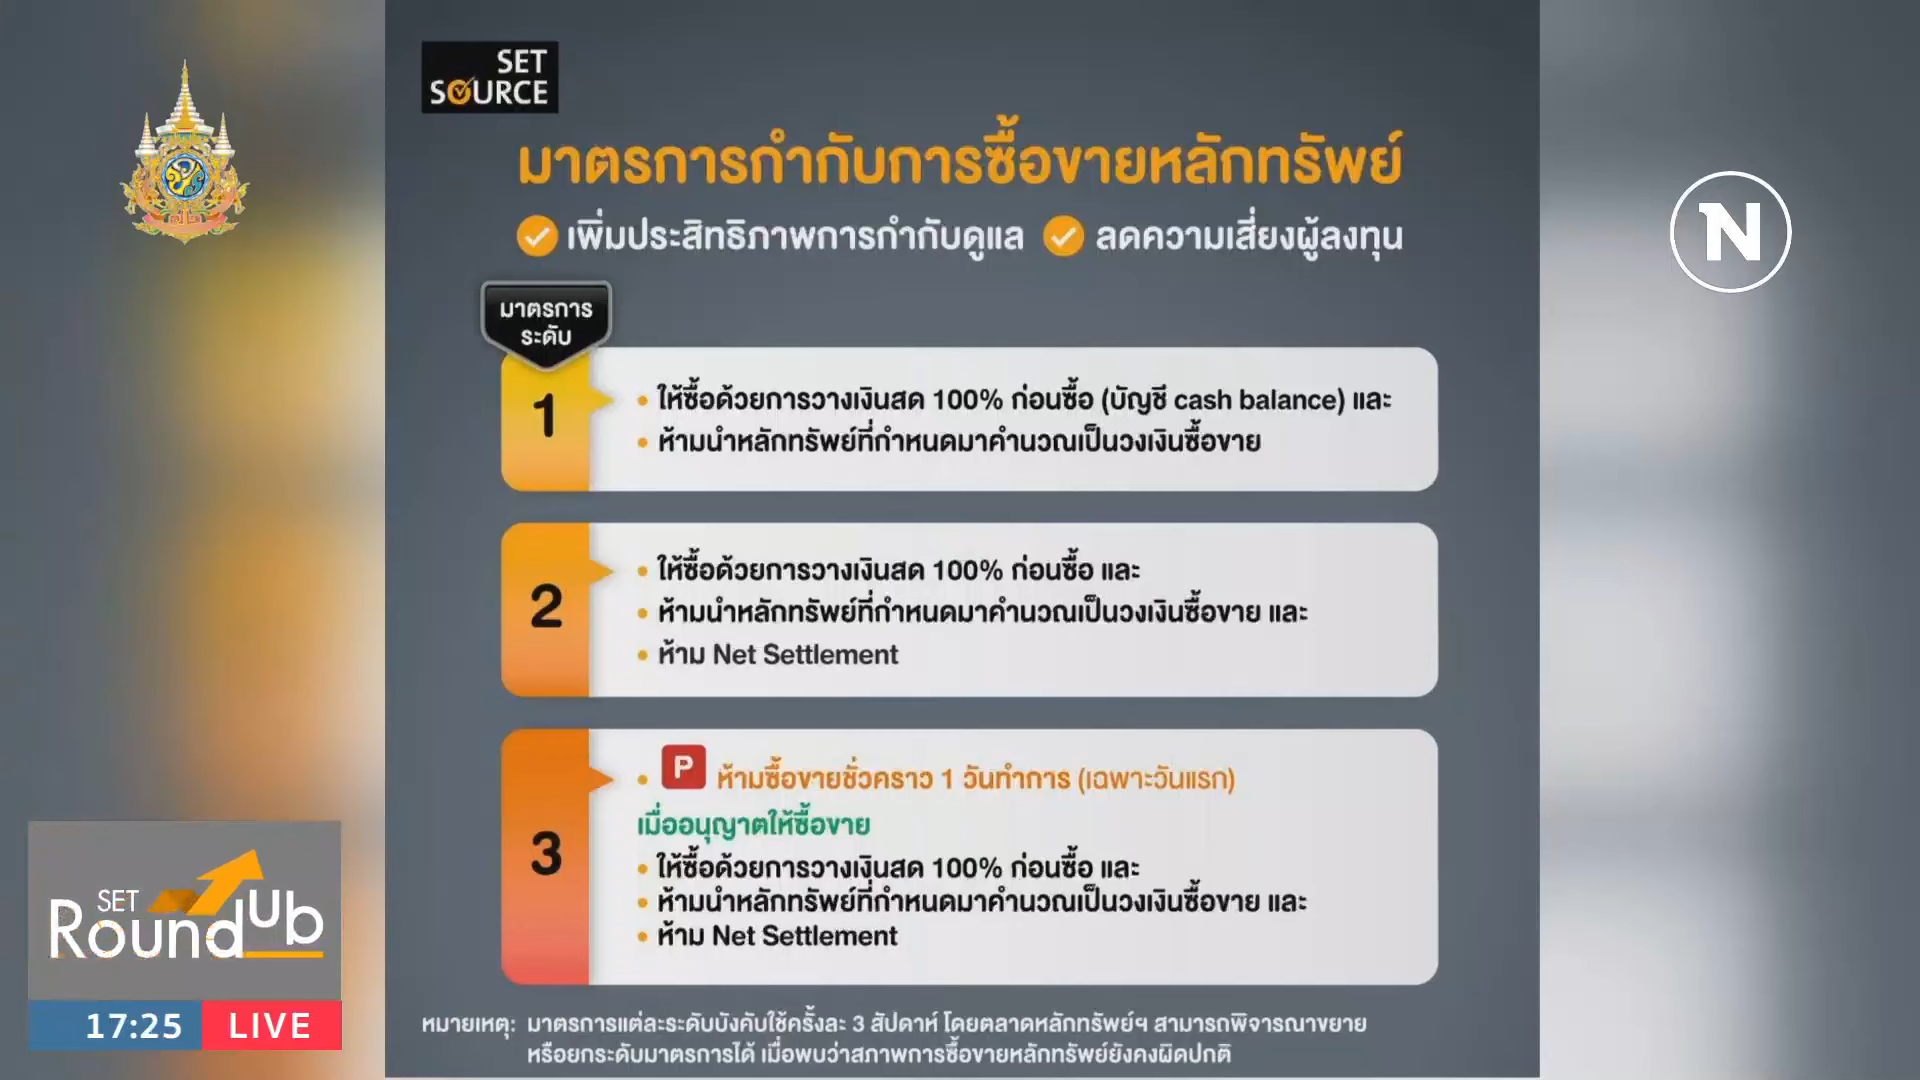 SET
SOURCE
มาตรการกำกับการซื้อขายหลักทรัพย์
เพิ่มประสิทธิภาพการกำกับดูแล ลดความเสี่ยงผู้ลงทุน
N
มาตรการ
ระดับ
1
ให้ซื้อด้วยการวางเงินสด 100% ก่อนซื้อ (บัญชี cash balance) และ
ห้ามนำหลักทรัพย์ที่กำหนดมาคำนวณเป็นวงเงินซื้อขาย
2
ให้ซื้อด้วยการวางเงินสด 100% ก่อนซื้อ และ
ห้ามนำหลักทรัพย์ที่กำหนดมาคำนวณเป็นวงเงินซื้อขาย และ
ห้าม Net Settlement
3
P ห้ามซื้อขายชั่วคราว 1 วันทำการ (เฉพาะวันแรก)
เมื่ออนุญาตให้ซื้อขาย
ให้ซื้อด้วยการวางเงินสด 100% ก่อนซื้อ และ
ห้ามนำหลักทรัพย์ที่กำหนดมาคำนวณเป็นวงเงินซื้อขาย และ
ห้าม Net Settlement
หมายเหตุ: มาตรการแต่ละระดับบังคับใช้ครั้งละ 3 สัปดาห์ โดยตลาดหลักทรัพย์ฯ สามารถพิจารณาขยาย
หรือยกระดับมาตรการได้ เมื่อพบว่าสภาพการซื้อขายหลักทรัพย์ยังคงผิดปกติ
SET
RoundUb
17:25 LIVE